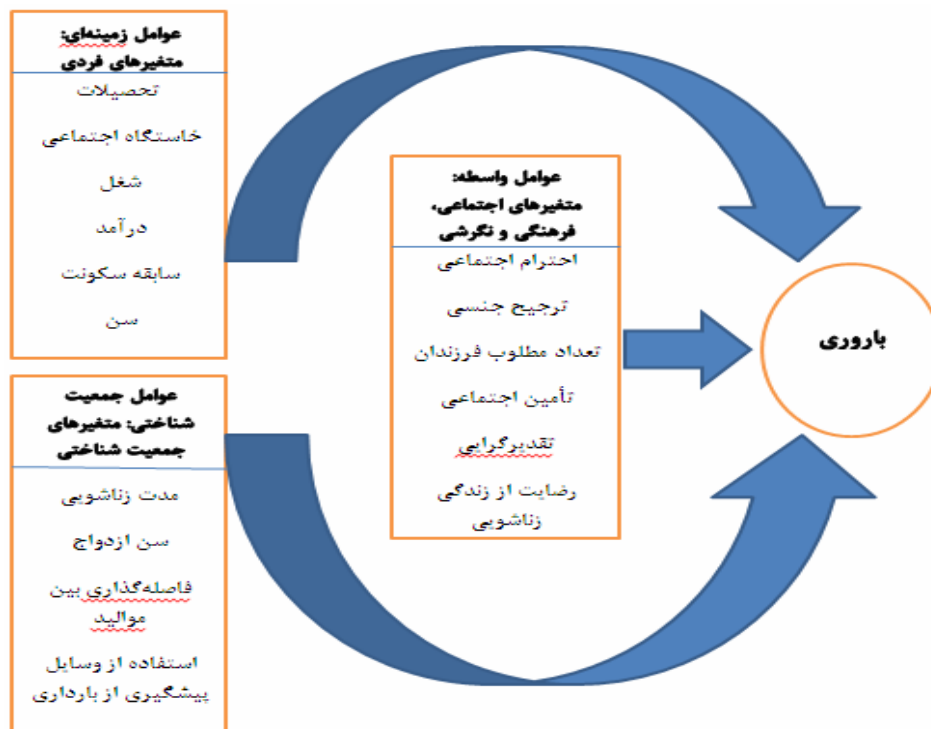 عوامل زمینه‌ای:
متغیرهای فردی
تحصیلات
خاستگاه اجتماعی
شغل
درآمد
سابقه سکونت
سن
عوامل جمعیت
شناختی: متغیرهای
جمعیت شناختی
مدت زناشویی
سن ازدواج
فاصله‌گذاری بین
موالید
استفاده از وسایل
پیشگیری از بارداری
عوامل واسطه:
متغیرهای اجتماعی،
فرهنگی و نگرشی
احترام اجتماعی
ترجیح جنسی
تعداد مطلوب فرزندان
تأمین اجتماعی
تقدیرگرایی
رضایت از زندگی
زناشویی
باروری